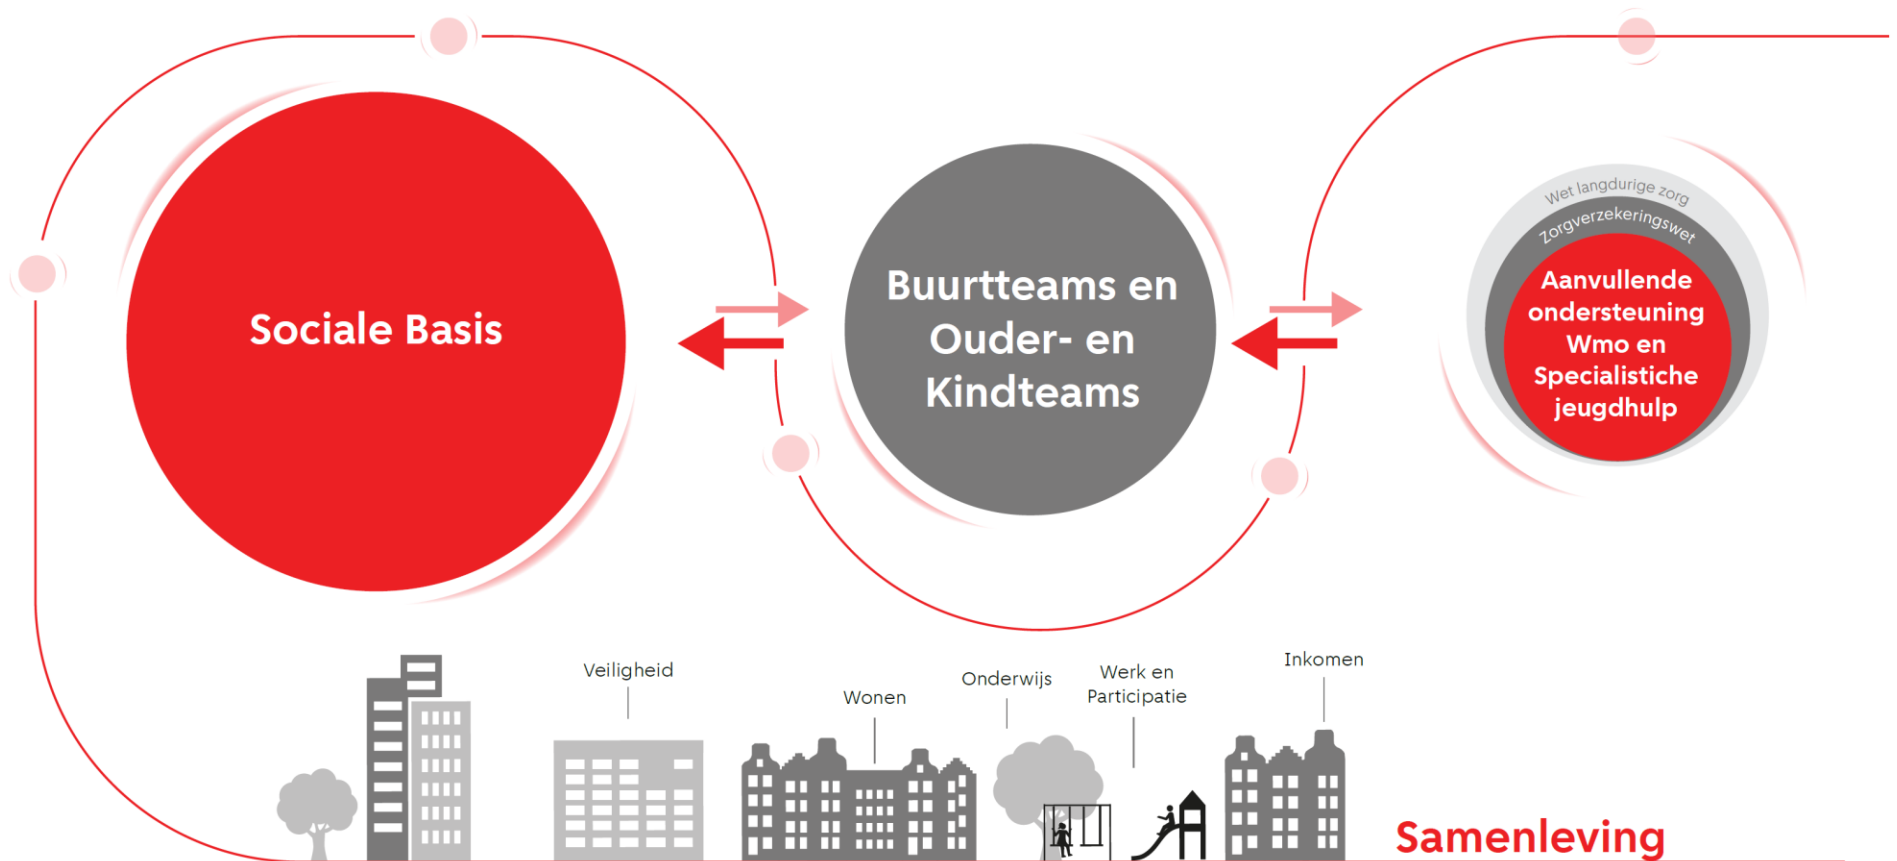 Sociale Basis
Buurtteams en
Ouder- en
Kindteams
Wet langdurige zorg
Zorgverzekeringswet
Aanvullende
ondersteuning
Wmo en
Specialistiche
jeugdhulp
Veiligheid
Wonen
Onderwijs
Werk en
Participatie
Inkomen
Samenleving